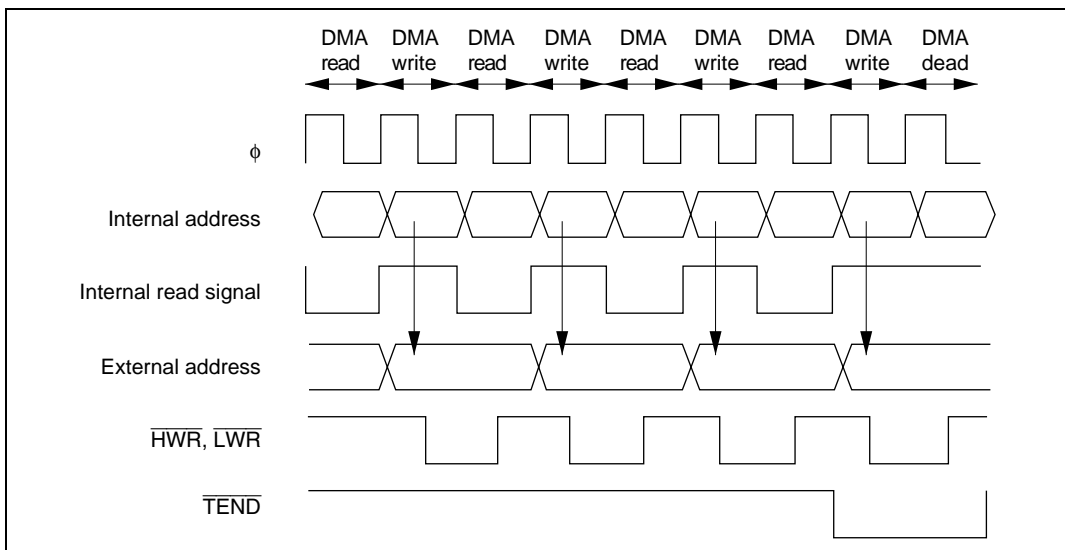 DMA DMA DMA DMA DMA DMA DMA DMA DMA
read write read write read write read write dead
ϕ
Internal address
Internal read signal
External address
HWR, LWR
TEND